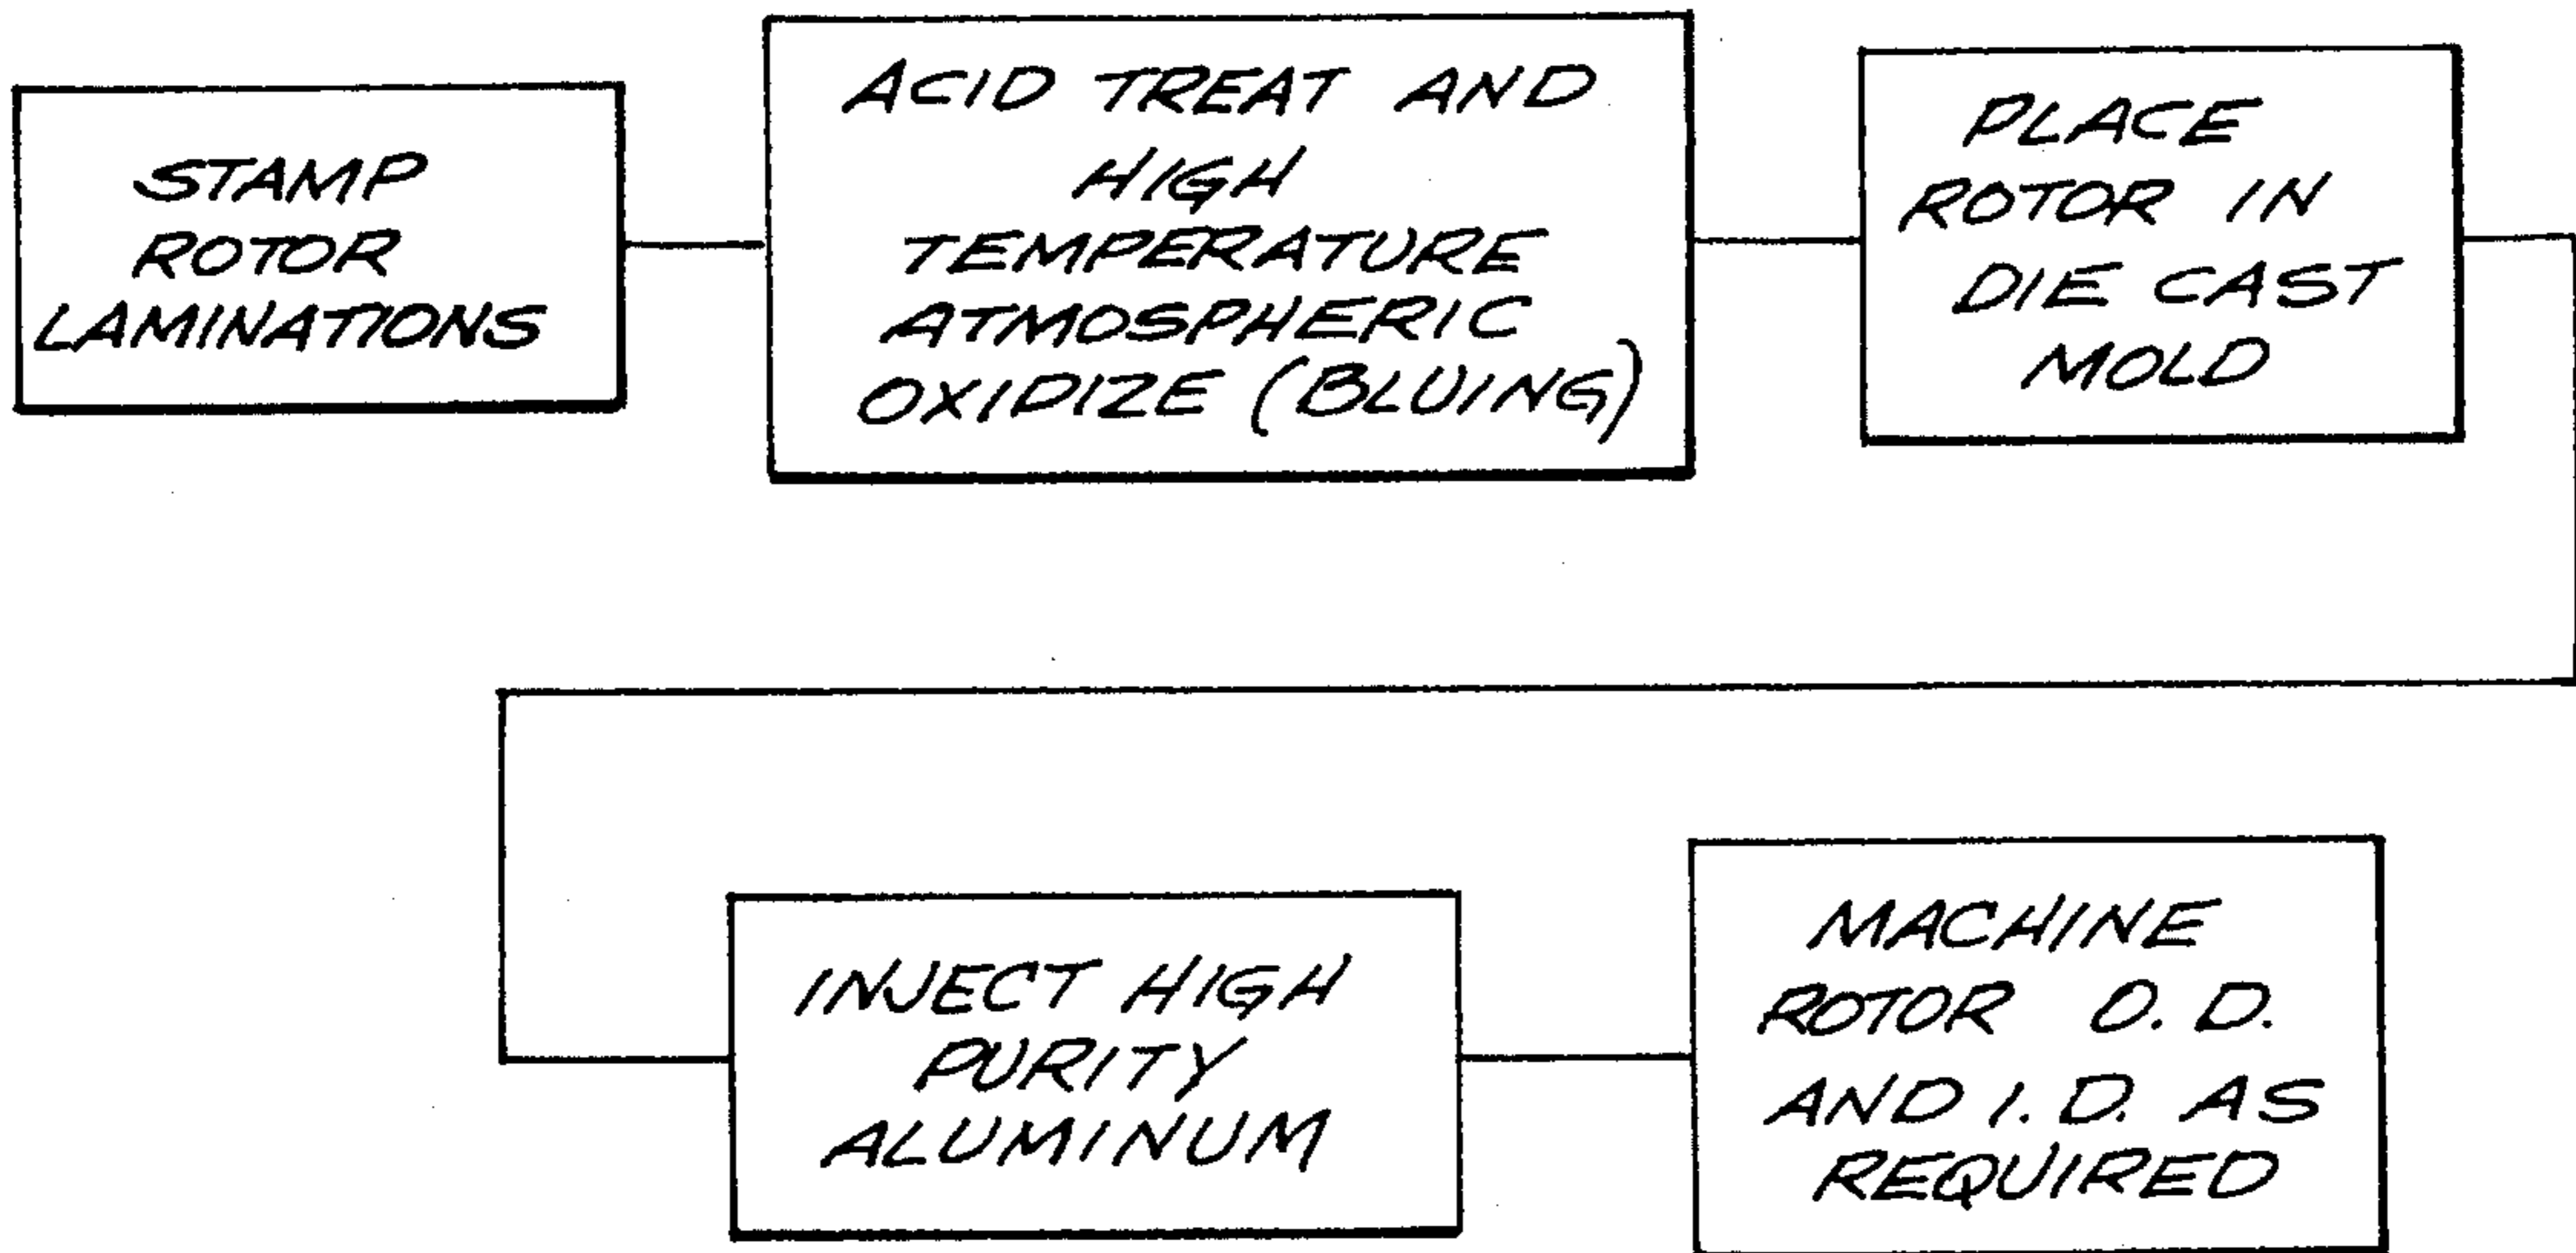 STAMP
ROTOR
LAMINATIONS
ACID TREAT AND
HIGH
TEMPERATURE
ATMOSPHERIC
OXIDIZE (BLUING)
PLACE
ROTOR IN
DIE CAST
MOLD
INJECT HIGH
PURITY
ALUMINUM
MACHINE
ROTOR O.D.
AND I.D. AS
REQUIRED